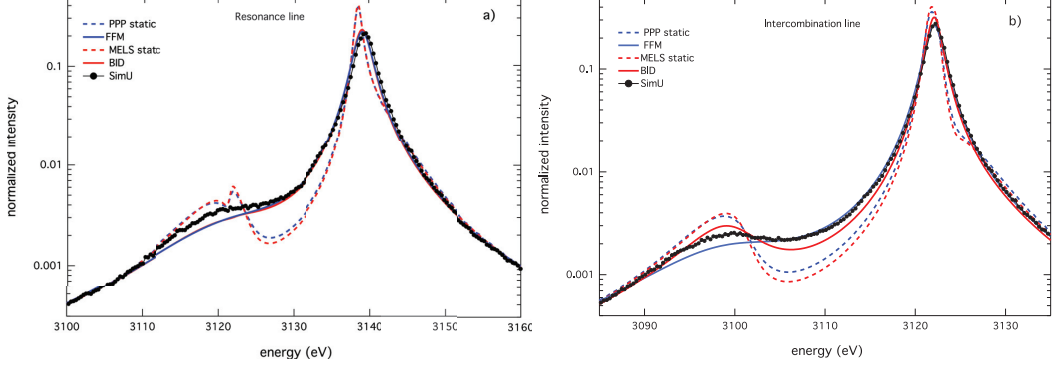 Resonance line
a)
PPP static
FFM
MELS static
BID
SimU
0.1
0.01
0.001
normalized intensity
3100
3110
3120
3130
3140
3150
3160
energy (eV)
Intercombination line
b)
PPP static
FFM
MELS static
BID
SimU
0.1
0.01
0.001
normalized intensity
3090
3100
3110
3120
3130
energy (eV)